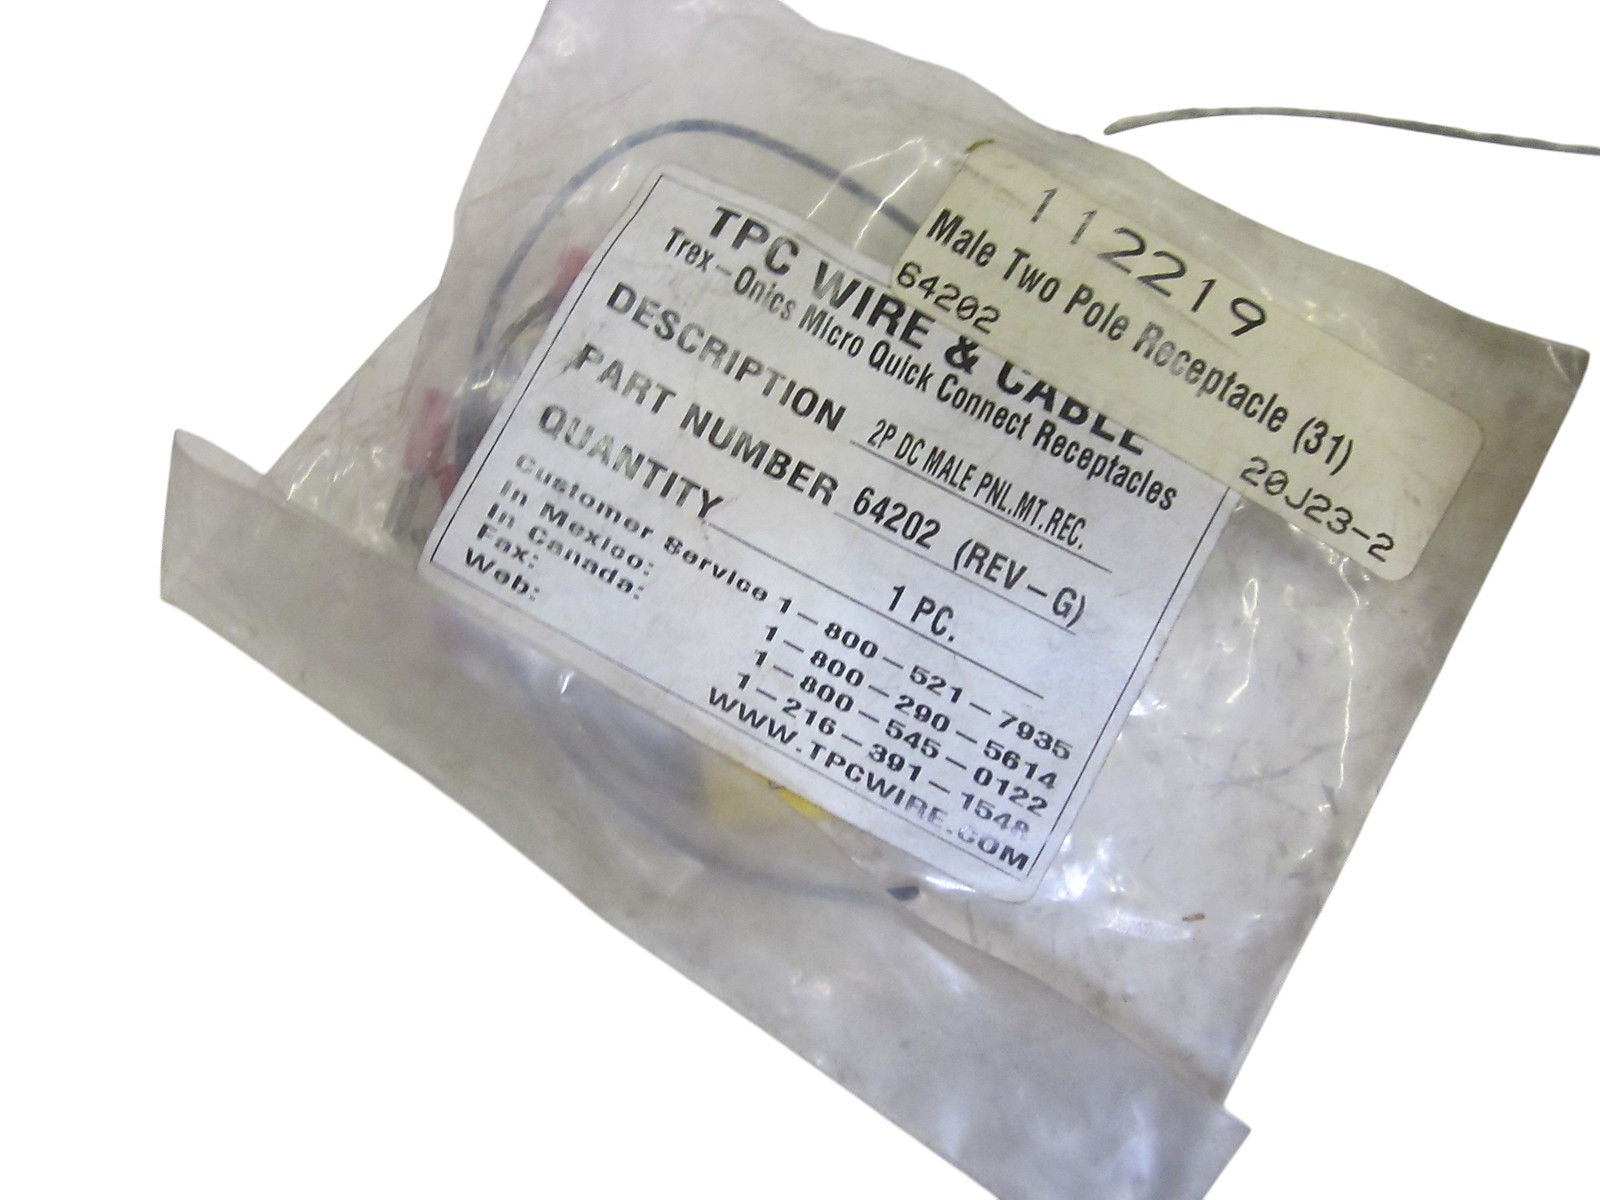 112219
Male Two Pole Receptacle (31)
64202
20J23-2
TPC WIRE & CABLE
Trex-Onics Micro Quick Connect Receptacles
DESCRIPTION 2P DC MALE PNL.MT.REC.
PART NUMBER 64202 (REV-G)
QUANTITY 1 PC.
Customer Service 1-800-521-7935
In Mexico: 1-800-290-5614
In Canada: 1-800-545-0122
Fax: 1-216-391-1548
Web: WWW.TPCWIRE.COM